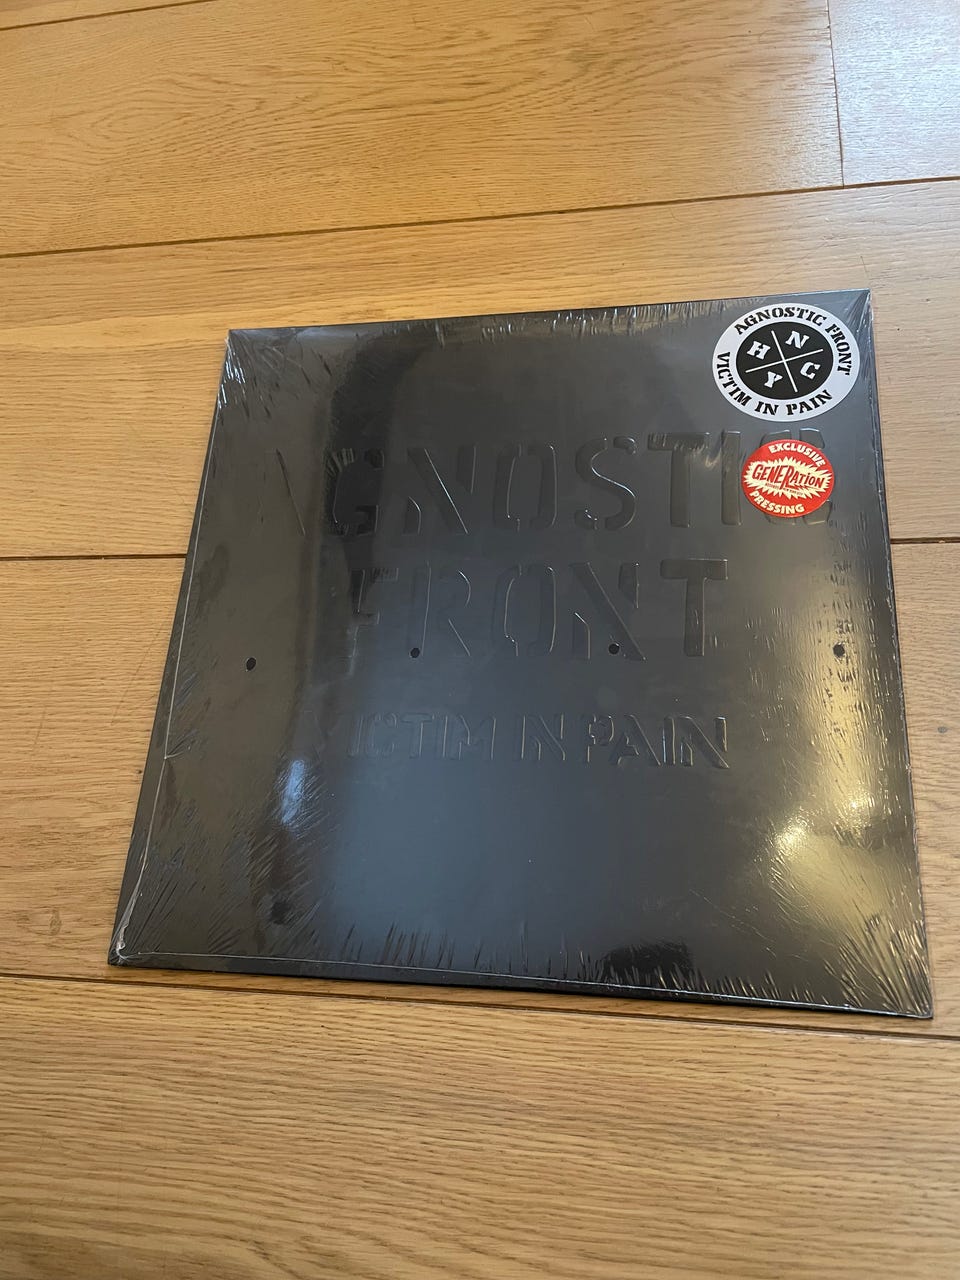 AGNOSTIC FRONT
N
H
C
Y
VICTIM IN PAIN
AGNOSTIC
FRONT
VICTIM IN PAIN
EXCLUSIVE
GENERATION
PRESSING